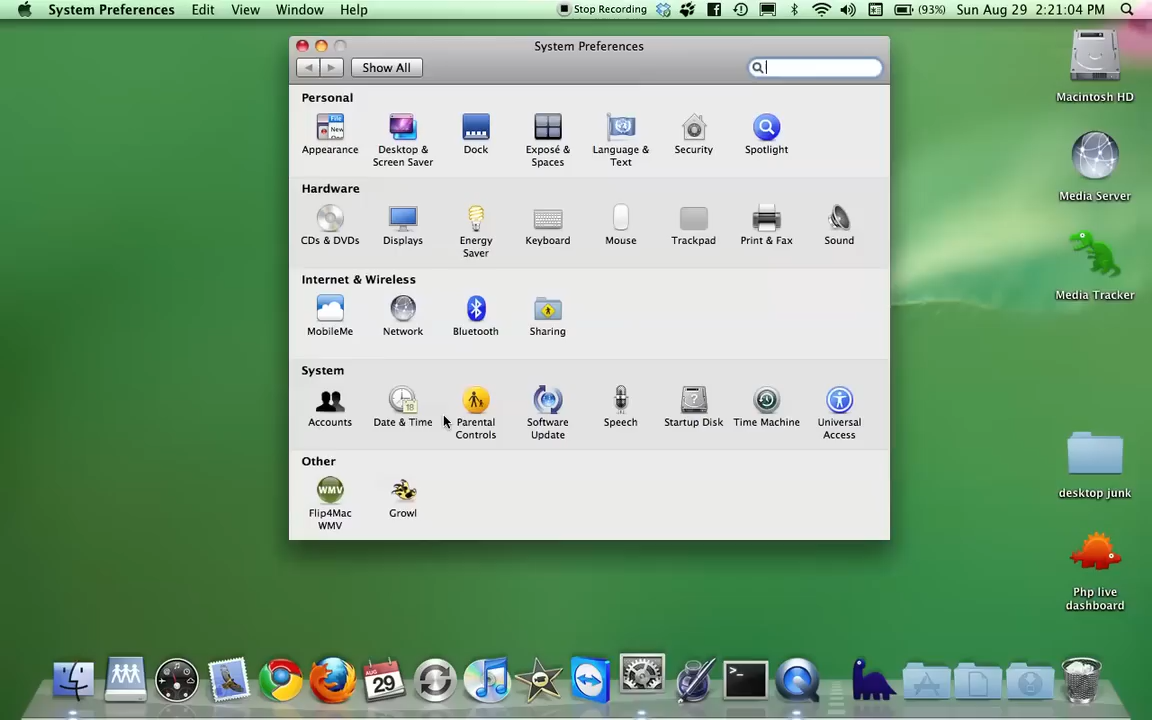 System Preferences Edit View Window Help Stop Recording (93%) Sun Aug 29 2:21:04 PM
System Preferences
Show All
Personal
Appearance
Desktop &
Screen Saver
Dock
Exposé &
Spaces
Language &
Text
Security
Spotlight
Hardware
CDs & DVDs
Displays
Energy
Saver
Keyboard
Mouse
Trackpad
Print & Fax
Sound
Internet & Wireless
MobileMe
Network
Bluetooth
Sharing
System
Accounts
Date & Time
Parental
Controls
Software
Update
Speech
Startup Disk
Time Machine
Universal
Access
Other
WMV
Flip4Mac
WMV
Growl
Macintosh HD
Media Server
Media Tracker
desktop junk
Php live
dashboard
AUG
29